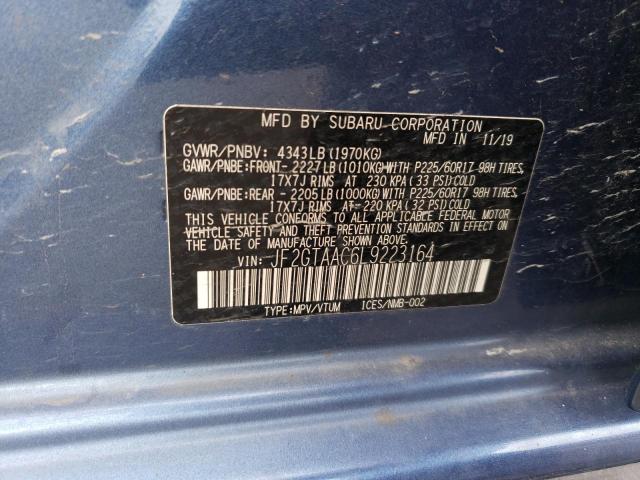 MFD BY SUBARU CORPORATION
MFD IN 11/19
GVWR/PNBV: 4343LB(1970KG)
GAWR/PNBE:FRONT- 2227LB(1010KG)WITH P225/60R17 98H TIRES,
17X7J RIMS AT 230 KPA (33 PSI)COLD
GAWR/PNBE:REAR - 2205LB(1000KG)WITH P225/60R17 98H TIRES,
17X7J RIMS AT 220 KPA (32 PSI)COLD
THIS VEHICLE CONFORMS TO ALL APPLICABLE FEDERAL MOTOR
VEHICLE SAFETY AND THEFT PREVENTION STANDARDS IN EFFECT ON
THE DATE OF MANUFACTURE SHOWN ABOVE.
VIN: JF2GTAAC6L9223164
TYPE:MPV/VTUM ICES/NMB-002